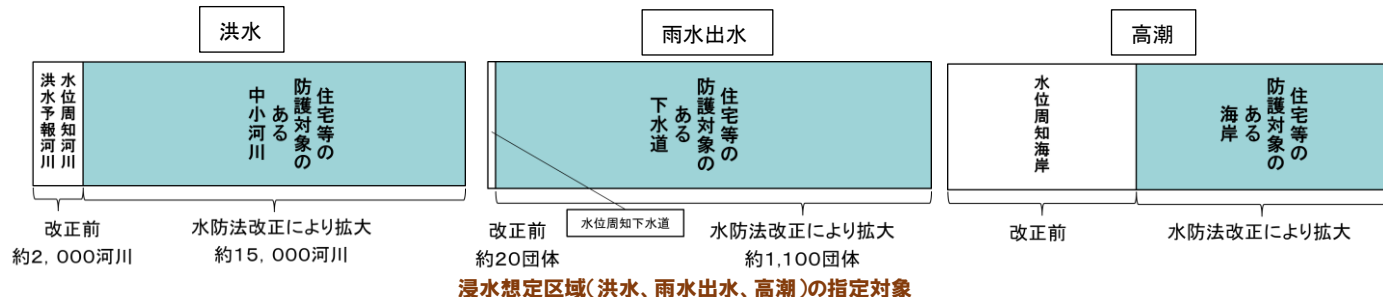 洪水
水位周知河川
洪水予報河川
住宅等の
防護対象の
ある
中小河川
改正前
約2，000河川
水防法改正により拡大
約15，000河川
雨水出水
住宅等の
防護対象の
ある
下水道
水位周知下水道
改正前
約20団体
水防法改正により拡大
約1,100団体
高潮
水位周知海岸
住宅等の
防護対象の
ある
海岸
改正前
水防法改正により拡大
浸水想定区域（洪水、雨水出水、高潮）の指定対象